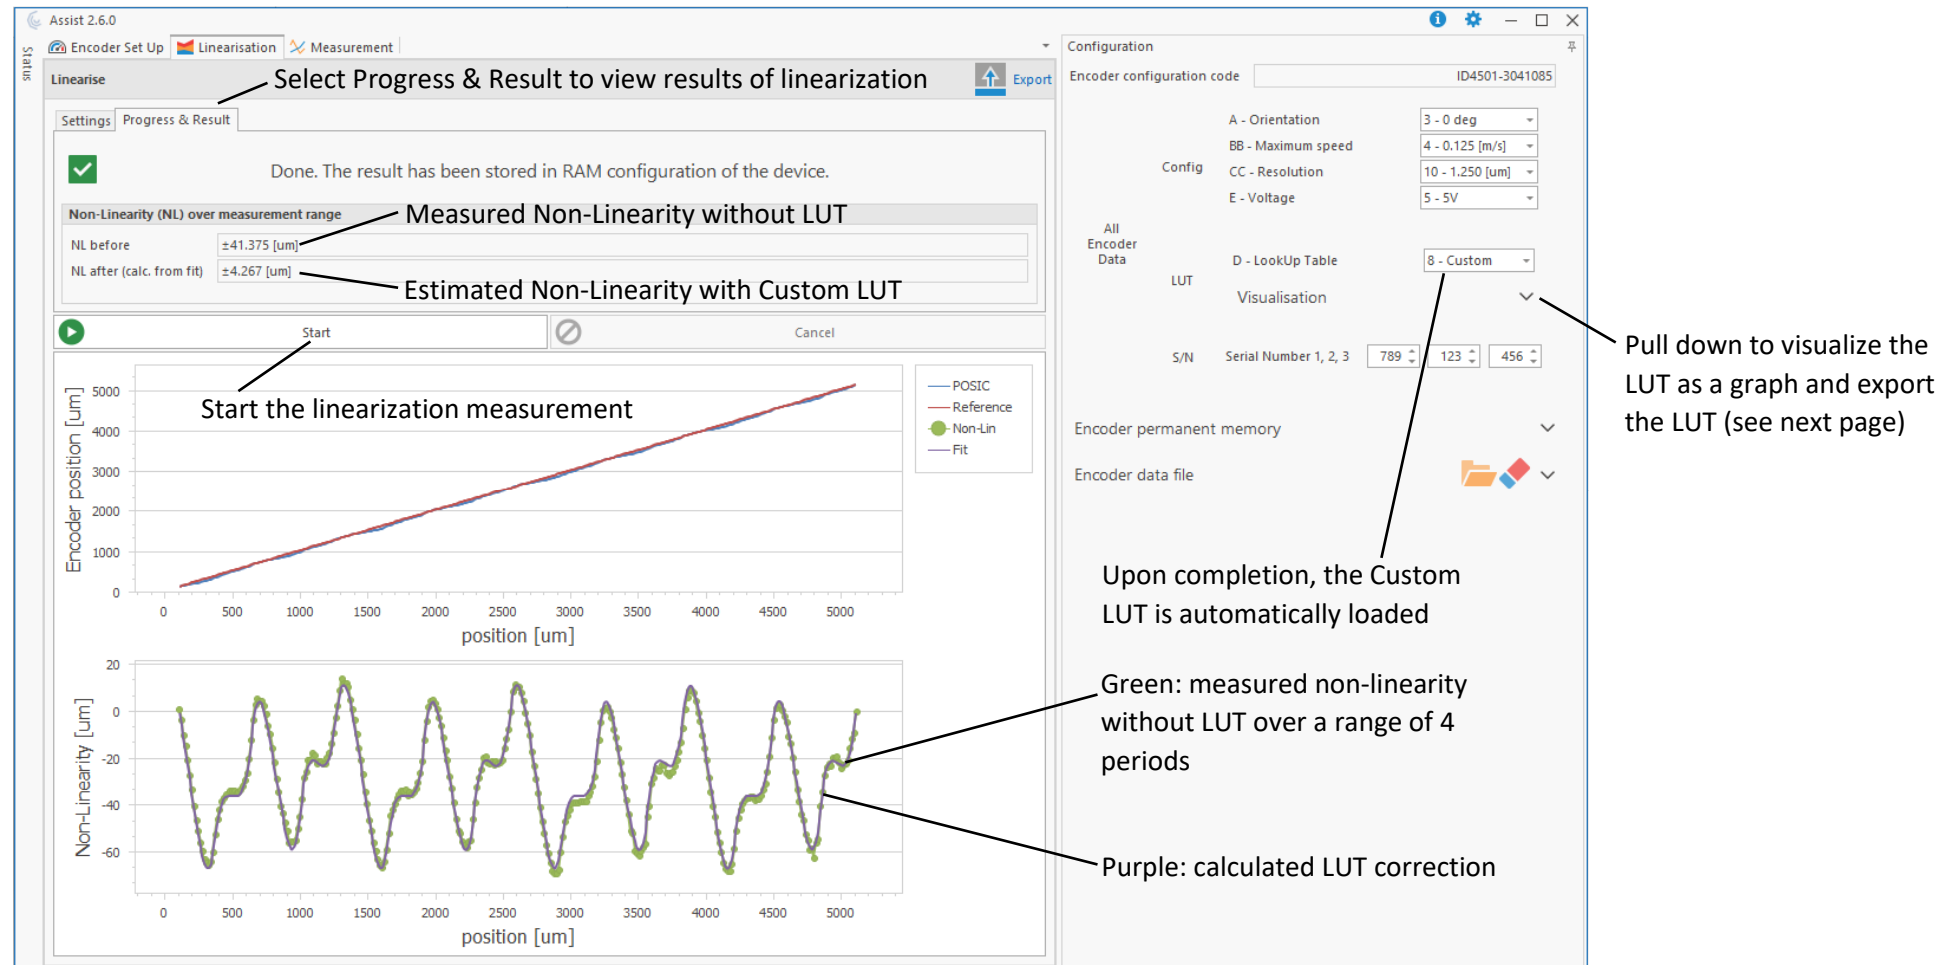 Assist 2.6.0
Status
Encoder Set Up
Linearisation
Measurement
Linearise
Select Progress & Result to view results of linearization
Export
Settings
Progress & Result
Done. The result has been stored in RAM configuration of the device.
Non-Linearity (NL) over measurement range
Measured Non-Linearity without LUT
NL before
±41.375 [um]
NL after (calc. from fit)
±4.267 [um]
Estimated Non-Linearity with Custom LUT
Start
Cancel
Start the linearization measurement
Encoder position [um]
5000
4000
3000
2000
1000
0
0 500 1000 1500 2000 2500 3000 3500 4000 4500 5000
position [um]
POSIC
Reference
Non-Lin
Fit
Non-Linearity [um]
20
0
-20
-40
-60
0 500 1000 1500 2000 2500 3000 3500 4000 4500 5000
position [um]
Configuration
Encoder configuration code
ID4501-3041085
All
Encoder
Data
Config
A - Orientation
3 - 0 deg
BB - Maximum speed
4 - 0.125 [m/s]
CC - Resolution
10 - 1.250 [um]
E - Voltage
5 - 5V
LUT
D - LookUp Table
8 - Custom
Visualisation
S/N
Serial Number 1, 2, 3
789
123
456
Encoder permanent memory
Encoder data file
Pull down to visualize the
LUT as a graph and export
the LUT (see next page)
Upon completion, the Custom
LUT is automatically loaded
Green: measured non-linearity
without LUT over a range of 4
periods
Purple: calculated LUT correction